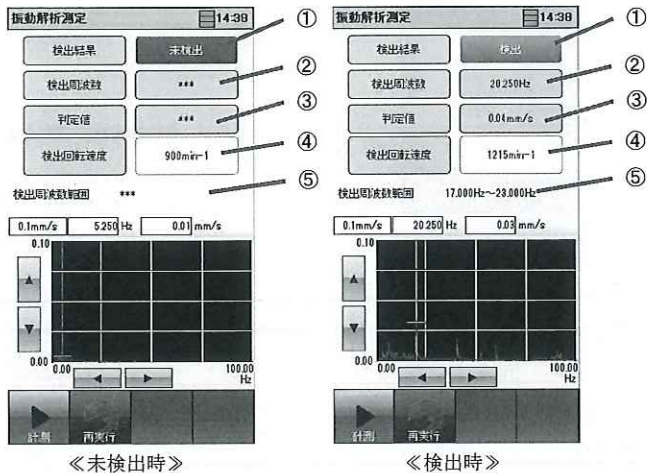 振動解析測定 14:38
検出結果 未検出 ①
検出周波数 *** ②
判定値 *** ③
検出回転速度 900min-1 ④
検出周波数範囲 *** ⑤
0.1mm/s 5.250 Hz 0.01 mm/s
0.10
0.00 100.00
Hz
計測 再実行
≪未検出時≫
振動解析測定 14:38
検出結果 検出 ①
検出周波数 20.250Hz ②
判定値 0.04mm/s ③
検出回転速度 1215min-1 ④
検出周波数範囲 17.000Hz~23.000Hz ⑤
0.1mm/s 20.250 Hz 0.03 mm/s
0.10
0.00 100.00
Hz
計測 再実行
≪検出時≫